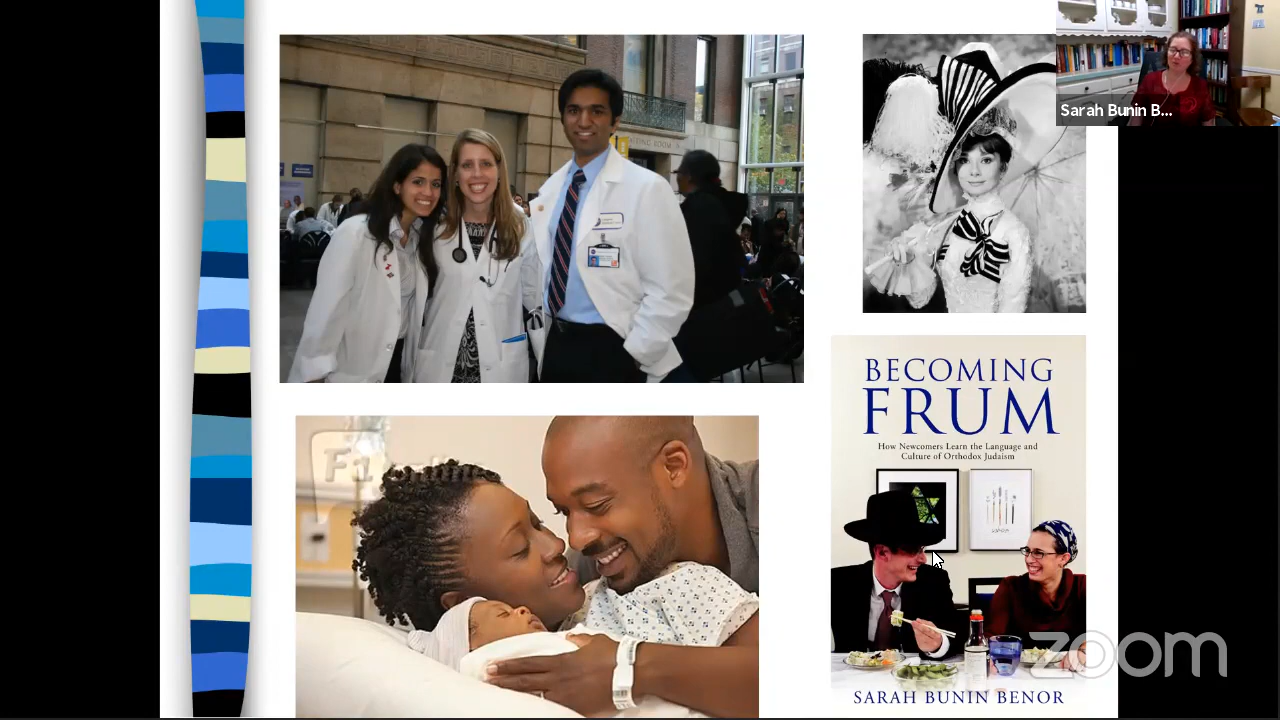 Sarah Bunin B...
BECOMING
FRUM
How Newcomers Learn the Language and
Culture of Orthodox Judaism
SARAH BUNIN BENOR
zoom